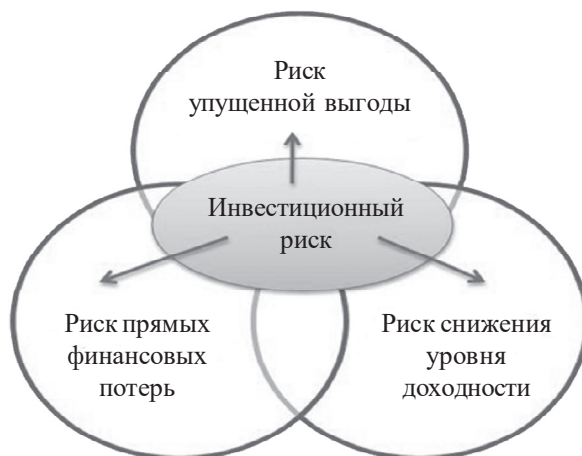 Риск
упущенной выгоды
Инвестиционный
риск
Риск прямых
финансовых
потерь
Риск снижения
уровня
доходности